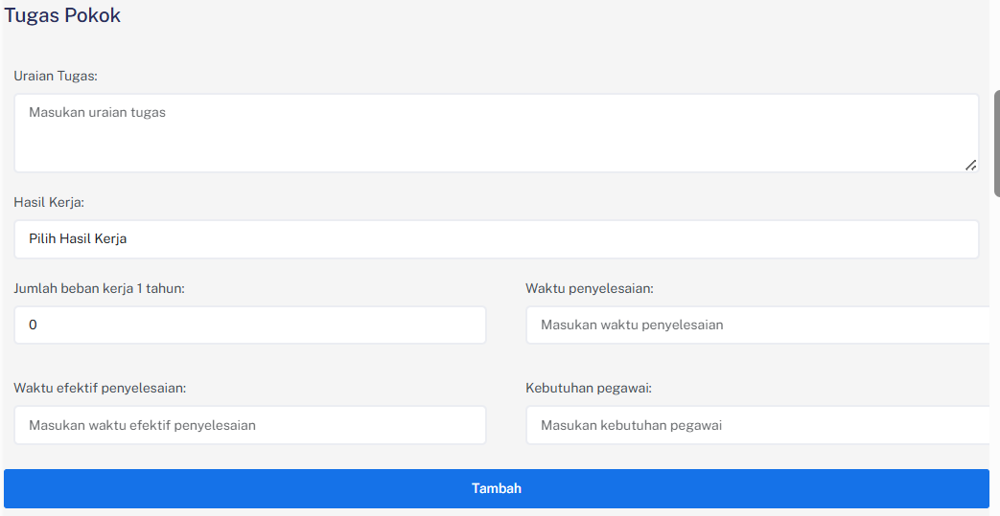 Tugas Pokok
Uraian Tugas:
Masukan uraian tugas
Hasil Kerja:
Pilih Hasil Kerja
Jumlah beban kerja 1 tahun:
Waktu penyelesaian:
0
Masukan waktu penyelesaian
Waktu efektif penyelesaian:
Kebutuhan pegawai:
Masukan waktu efektif penyelesaian
Masukan kebutuhan pegawai
Tambah